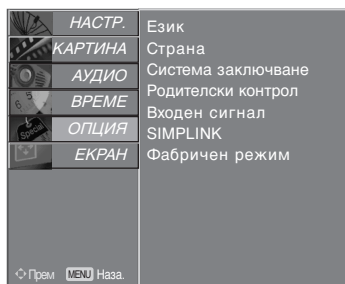 НАСТР.
КАРТИНА
АУДИО
ВРЕМЕ
Special
ОПЦИЯ
ЕКРАН
Език
Страна
Система заключване
Родителски контрол
Входен сигнал
SIMPLINK
Фабричен режим
Прем MENU Наза.